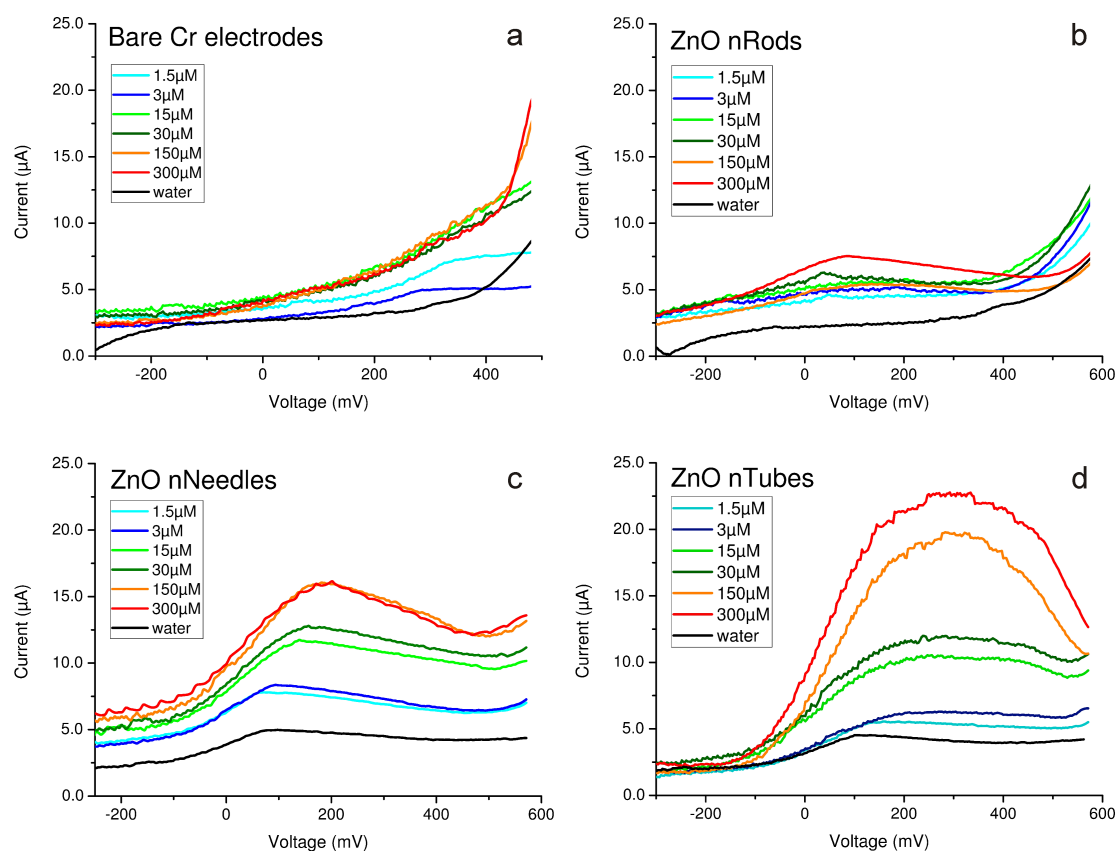 Bare Cr electrodes
a
1.5µM
3µM
15µM
30µM
150µM
300µM
water
25.0
20.0
15.0
10.0
5.0
0.0
Current (µA)
-200
0
200
400
Voltage (mV)
ZnO nRods
b
1.5µM
3µM
15µM
30µM
150µM
300µM
water
25.0
20.0
15.0
10.0
5.0
0.0
Current (µA)
-200
0
200
400
600
Voltage (mV)
ZnO nNeedles
c
1.5µM
3µM
15µM
30µM
150µM
300µM
water
25.0
20.0
15.0
10.0
5.0
0.0
Current (µA)
-200
0
200
400
600
Voltage (mV)
ZnO nTubes
d
1.5µM
3µM
15µM
30µM
150µM
300µM
water
25.0
20.0
15.0
10.0
5.0
0.0
Current (µA)
-200
0
200
400
600
Voltage (mV)